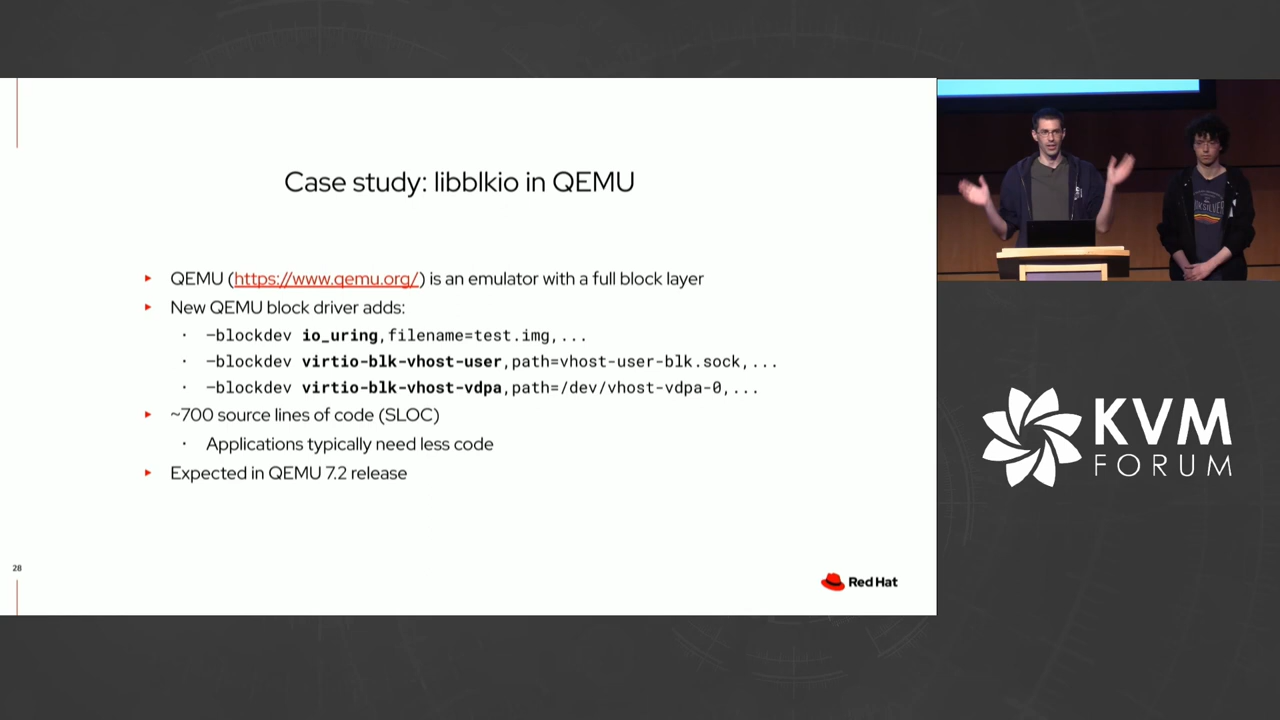 Case study: libblkio in QEMU
▸ QEMU (https://www.qemu.org/) is an emulator with a full block layer
▸ New QEMU block driver adds:
· —blockdev io_uring,filename=test.img,...
· —blockdev virtio-blk-vhost-user,path=vhost-user-blk.sock,...
· —blockdev virtio-blk-vhost-vdpa,path=/dev/vhost-vdpa-0,...
▸ ~700 source lines of code (SLOC)
· Applications typically need less code
▸ Expected in QEMU 7.2 release
28
Red Hat
KVM
FORUM